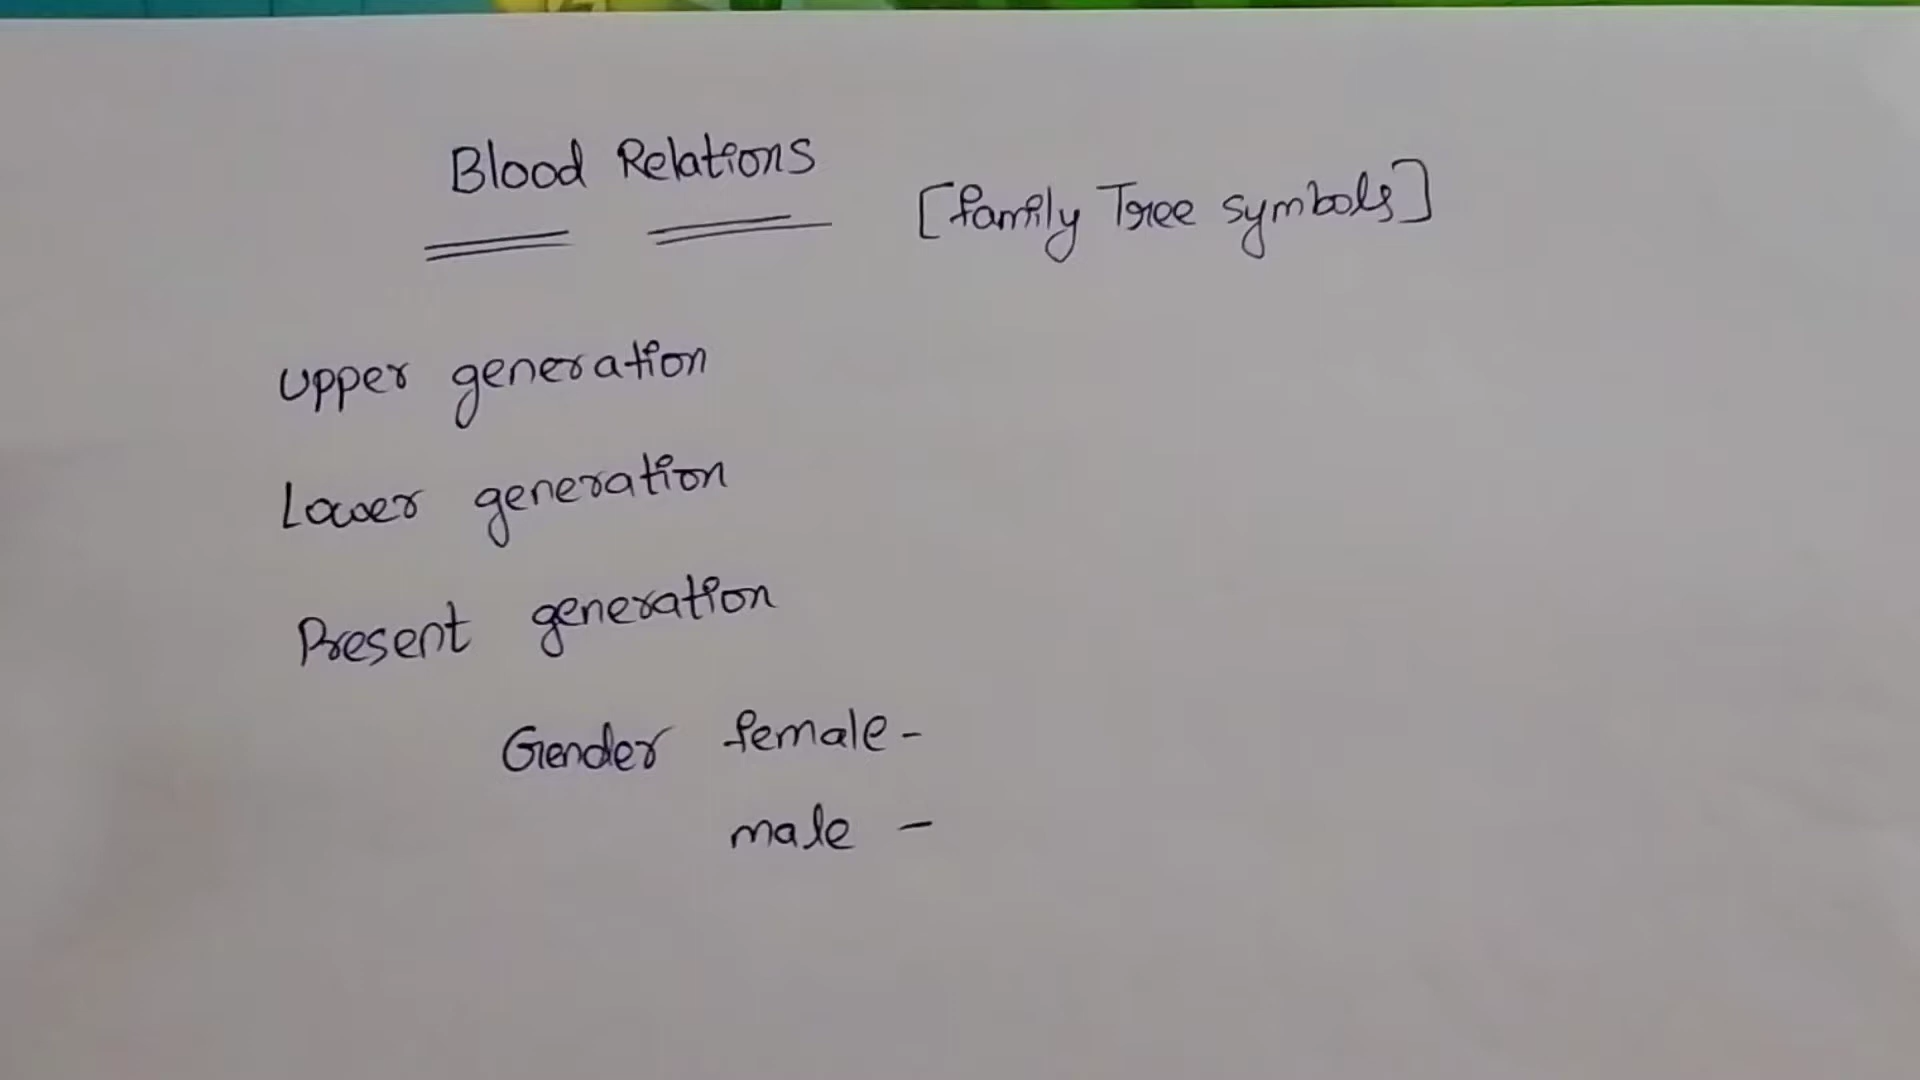 Blood Relations
[family Tree symbols]
Upper generation
Lower generation
Present generation
Gender female -
male -